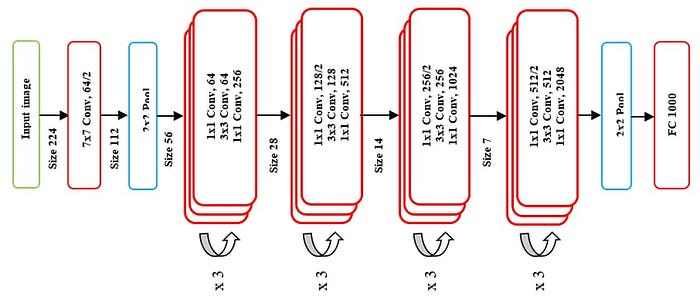 Input image
Size 224
7x7 Conv, 64/2
Size 112
2x2 Pool
Size 56
1x1 Conv, 64
3x3 Conv, 64
1x1 Conv, 256
x 3
Size 28
1x1 Conv, 128/2
3x3 Conv, 128
1x1 Conv, 512
x 3
Size 14
1x1 Conv, 256/2
3x3 Conv, 256
1x1 Conv, 1024
x 3
Size 7
1x1 Conv, 512/2
3x3 Conv, 512
1x1 Conv, 2048
x 3
2x2 Pool
FC 1000